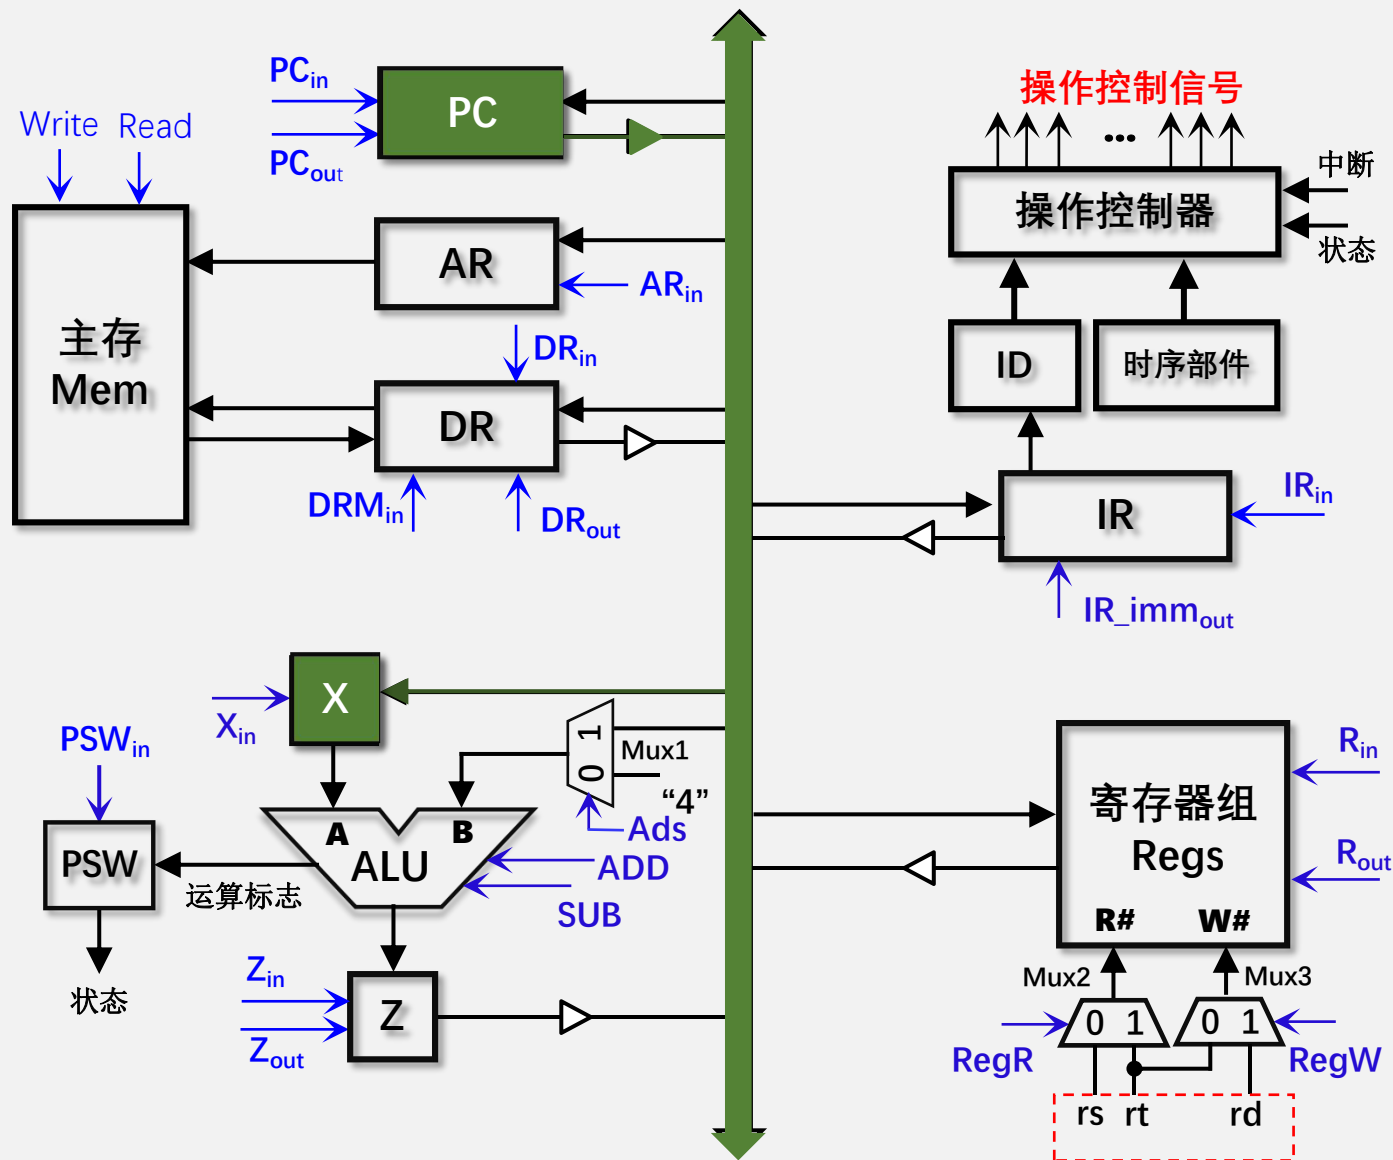 操作控制信号
PCin
PC
Write
Read
PCout
...
中断
操作控制器
状态
AR
ARin
主存
Mem
DRin
DR
ID
时序部件
DRMin
DRout
IR
IRin
IR_immout
X
Xin
PSWin
1
0
Mux1
"4"
Ads
A
B
ALU
ADD
SUB
PSW
运算标志
状态
寄存器组
Regs
Rin
Rout
R#
W#
Zin
Z
Zout
Mux2
Mux3
0 1
0 1
RegR
RegW
rs
rt
rd